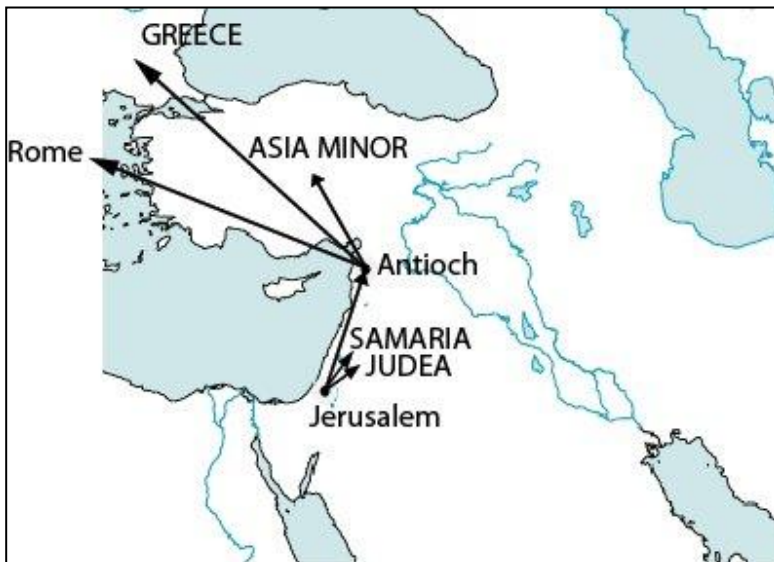 GREECE
Rome
ASIA MINOR
Antioch
SAMARIA
JUDEA
Jerusalem